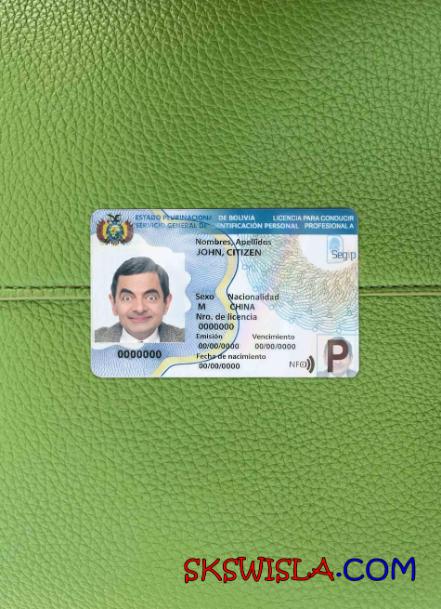 ESTADO PLURINACIONAL DE BOLIVIA LICENCIA PARA CONDUCIR
SERVICIO GENERAL DE IDENTIFICACIÓN PERSONAL PROFESIONAL A
Nombres, Apellidos
JOHN, CITIZEN
Segip
Sexo Nacionalidad
M CHINA
Nro. de licencia
0000000
Emisión Vencimiento
00/00/0000 00/00/0000
0000000
Fecha de nacimiento
00/00/0000
P
SKSWISLA.COM